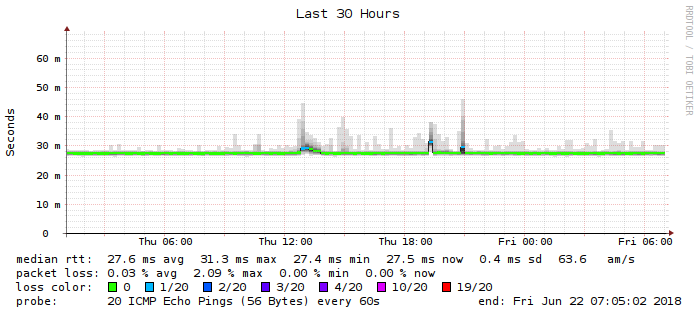 Last 30 Hours
RRDTOOL / TOBI OETIKER
Seconds
60 m
50 m
40 m
30 m
20 m
10 m
0
Thu 06:00 Thu 12:00 Thu 18:00 Fri 00:00 Fri 06:00
median rtt: 27.6 ms avg 31.3 ms max 27.4 ms min 27.5 ms now 0.4 ms sd 63.6 am/s
packet loss: 0.03 % avg 2.09 % max 0.00 % min 0.00 % now
loss color: 0 1/20 2/20 3/20 4/20 10/20 19/20
probe: 20 ICMP Echo Pings (56 Bytes) every 60s end: Fri Jun 22 07:05:02 2018